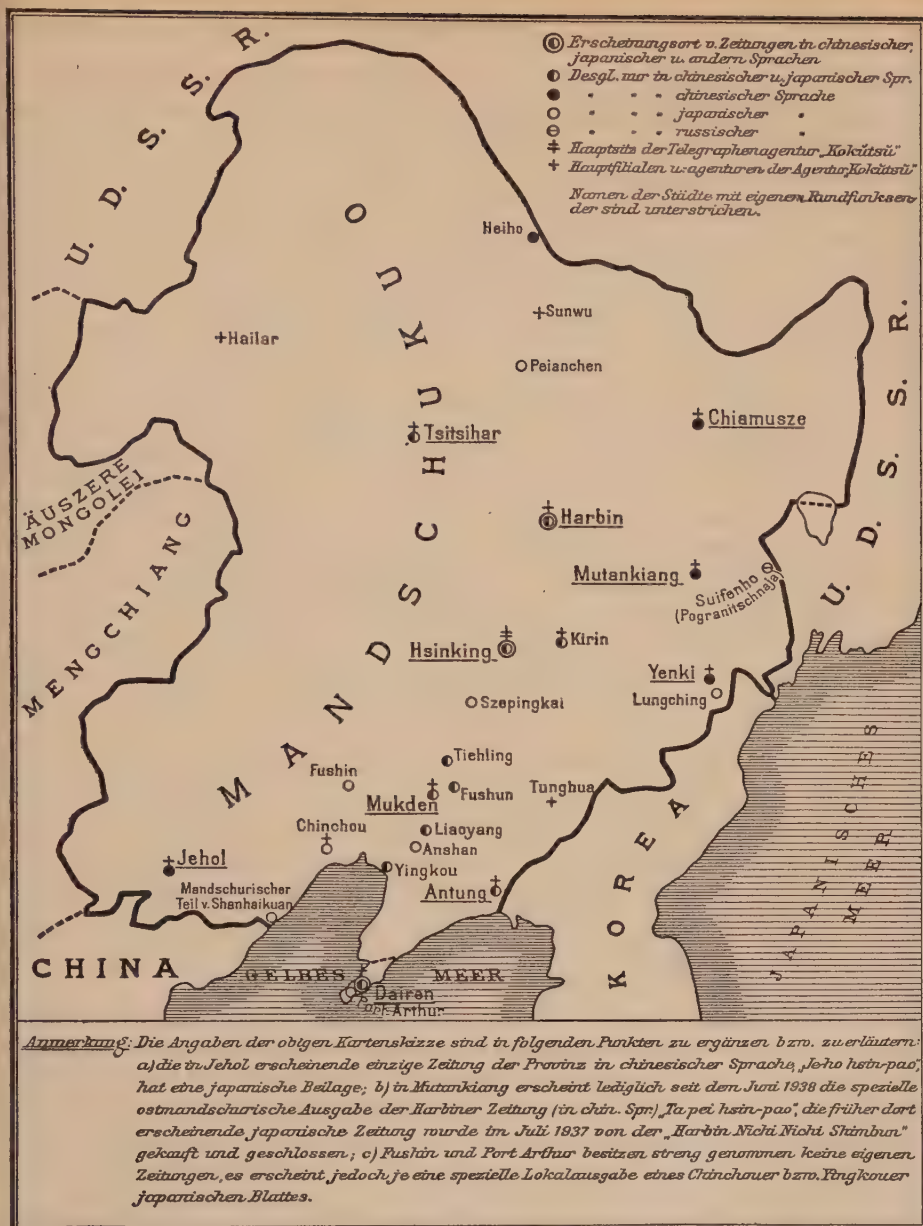 Erscheinungsort v. Zeitungen in chinesischer,
japanischer u. andern Sprachen
Desgl. nur in chinesischer u. japanischer Spr.
" " " chinesischer Sprache
" " " japanischer "
" " " russischer "
Hauptsitz der Telegraphenagentur „Kokutsū"
Hauptfilialen u. agenturen der Agentur „Kokutsū"
Namen der Städte mit eigenem Rundfunksen-
der sind unterstrichen.
U. D. S. S. R.
Heiho
Hailar
Sunwu
Peianchen
Tsitsihar
Chiamusze
U. D. S. S. R.
ÄUSZERE
MONGOLEI
MENGCHIANG
MANDSCHUKUO
Harbin
Mutankiang
Suifenho
(Pogranitschnaja)
Hsinking
Kirin
Yenki
Lungching
Szepingkai
Tiehling
Fushin
Fushun
Mukden
Tunghua
Chinchou
Liaoyang
Anshan
Jehol
Yingkou
Antung
Mandschurischer
Teil v. Shanhaikuan
KOREA
JAPANISCHES
MEER
CHINA
GELBES MEER
Dairen
Port Arthur
Anmerkung: Die Angaben der obigen Kartenskizze sind in folgenden Punkten zu ergänzen bzw. zu erläutern:
a) die in Jehol erscheinende einzige Zeitung der Provinz in chinesischer Sprache, „Jeho hsin-pao",
hat eine japanische Beilage; b) in Mutankiang erscheint lediglich seit dem Juni 1938 die spezielle
ostmandschurische Ausgabe der Harbiner Zeitung (in chin. Spr.) „Ta pei hsin-pao", die früher dort
erscheinende japanische Zeitung wurde im Juli 1937 von der „Harbin Nichi Nichi Shimbun"
gekauft und geschlossen; c) Fushin und Port Arthur besitzen streng genommen keine eigenen
Zeitungen, es erscheint jedoch je eine spezielle Lokalausgabe eines Chinchouer bzw. Yingkouer
japanischen Blattes.